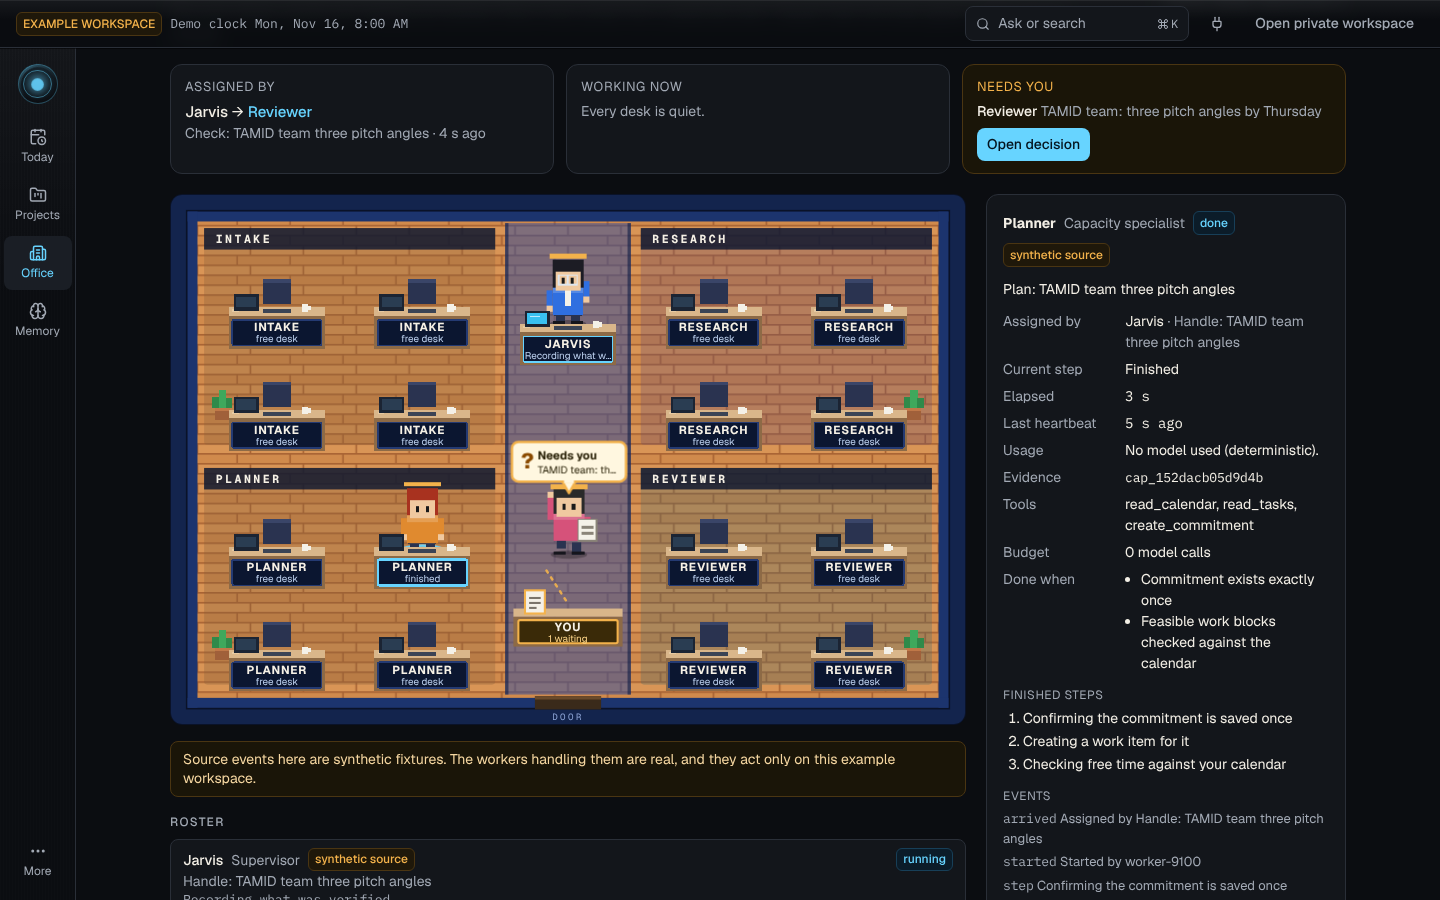 EXAMPLE WORKSPACE
Demo clock Mon, Nov 16, 8:00 AM
Ask or search
⌘K
Open private workspace
Today
Projects
Office
Memory
More
ASSIGNED BY
Jarvis → Reviewer
Check: TAMID team three pitch angles · 4 s ago
WORKING NOW
Every desk is quiet.
NEEDS YOU
Reviewer TAMID team: three pitch angles by Thursday
Open decision
INTAKE
INTAKE
free desk
INTAKE
free desk
INTAKE
free desk
INTAKE
free desk
JARVIS
Recording what w…
RESEARCH
RESEARCH
free desk
RESEARCH
free desk
RESEARCH
free desk
RESEARCH
free desk
? Needs you
TAMID team: th…
PLANNER
PLANNER
free desk
PLANNER
finished
PLANNER
free desk
PLANNER
free desk
YOU
1 waiting
REVIEWER
REVIEWER
free desk
REVIEWER
free desk
REVIEWER
free desk
REVIEWER
free desk
DOOR
Source events here are synthetic fixtures. The workers handling them are real, and they act only on this example
workspace.
ROSTER
Jarvis Supervisor synthetic source
running
Handle: TAMID team three pitch angles
Recording what was verified
Planner Capacity specialist done
synthetic source
Plan: TAMID team three pitch angles
Assigned by Jarvis · Handle: TAMID team
three pitch angles
Current step Finished
Elapsed 3 s
Last heartbeat 5 s ago
Usage No model used (deterministic).
Evidence cap_152dacb05d9d4b
Tools read_calendar, read_tasks,
create_commitment
Budget 0 model calls
Done when • Commitment exists exactly
once
• Feasible work blocks
checked against the
calendar
FINISHED STEPS
1. Confirming the commitment is saved once
2. Creating a work item for it
3. Checking free time against your calendar
EVENTS
arrived Assigned by Handle: TAMID team three pitch
angles
started Started by worker-9100
step Confirming the commitment is saved once